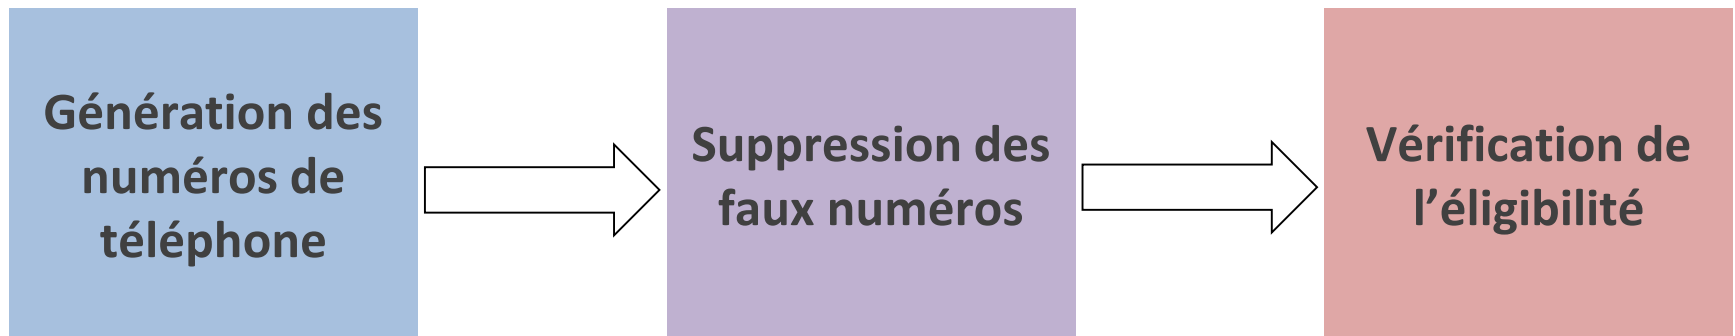 Génération des
numéros de
téléphone
Suppression des
faux numéros
Vérification de
l’éligibilité